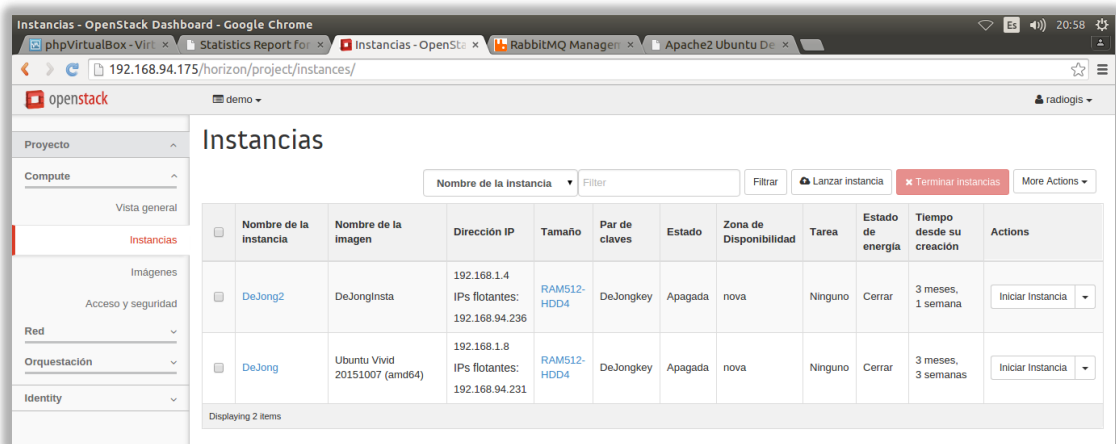 Instancias - OpenStack Dashboard - Google Chrome
Es 20:58
phpVirtualBox - Virt
Statistics Report for
Instancias - OpenSta
RabbitMQ Managem
Apache2 Ubuntu De
192.168.94.175/horizon/project/instances/
openstack
demo
radiogis
Proyecto
Compute
Vista general
Instancias
Imágenes
Acceso y seguridad
Red
Orquestación
Identity
Instancias
Nombre de la instancia Filter Filtrar Lanzar instancia Terminar instancias More Actions
Nombre de la instancia Nombre de la imagen Dirección IP Tamaño Par de claves Estado Zona de Disponibilidad Tarea Estado de energía Tiempo desde su creación Actions
DeJong2 DeJongInsta 192.168.1.4 IPs flotantes: 192.168.94.236 RAM512-HDD4 DeJongkey Apagada nova Ninguno Cerrar 3 meses, 1 semana Iniciar Instancia
DeJong Ubuntu Vivid 20151007 (amd64) 192.168.1.8 IPs flotantes: 192.168.94.231 RAM512-HDD4 DeJongkey Apagada nova Ninguno Cerrar 3 meses, 3 semanas Iniciar Instancia
Displaying 2 items